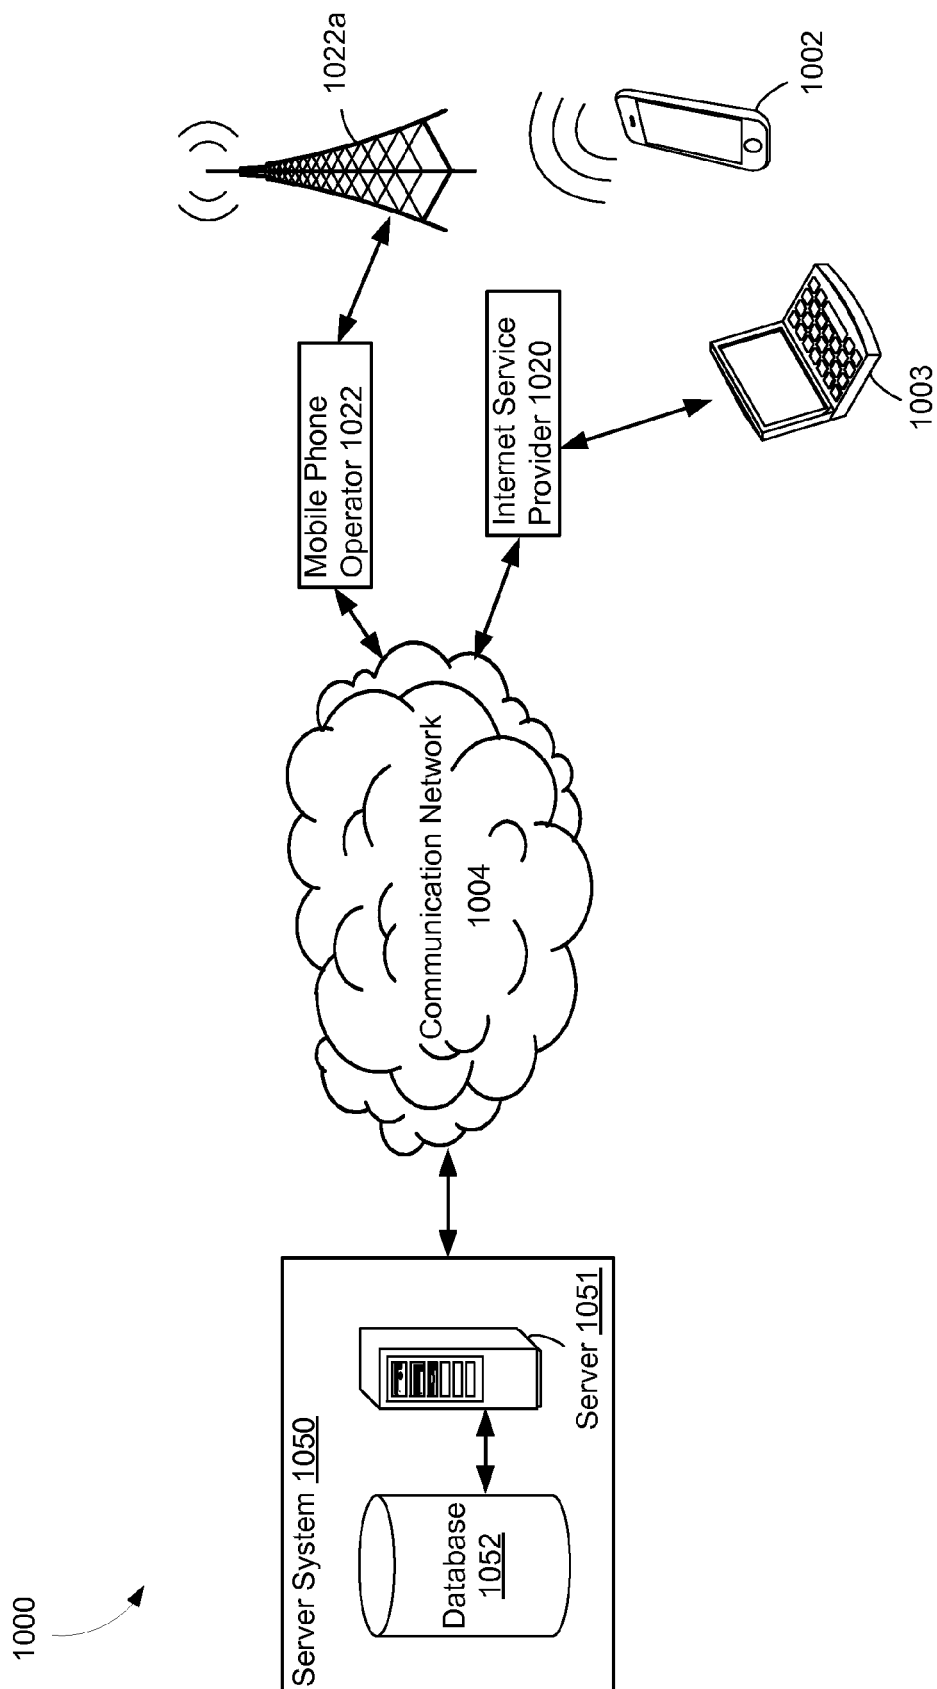 1000
Server System 1050
Database
1052
Server 1051
Communication Network
1004
Mobile Phone
Operator 1022
Internet Service
Provider 1020
1022a
1002
1003